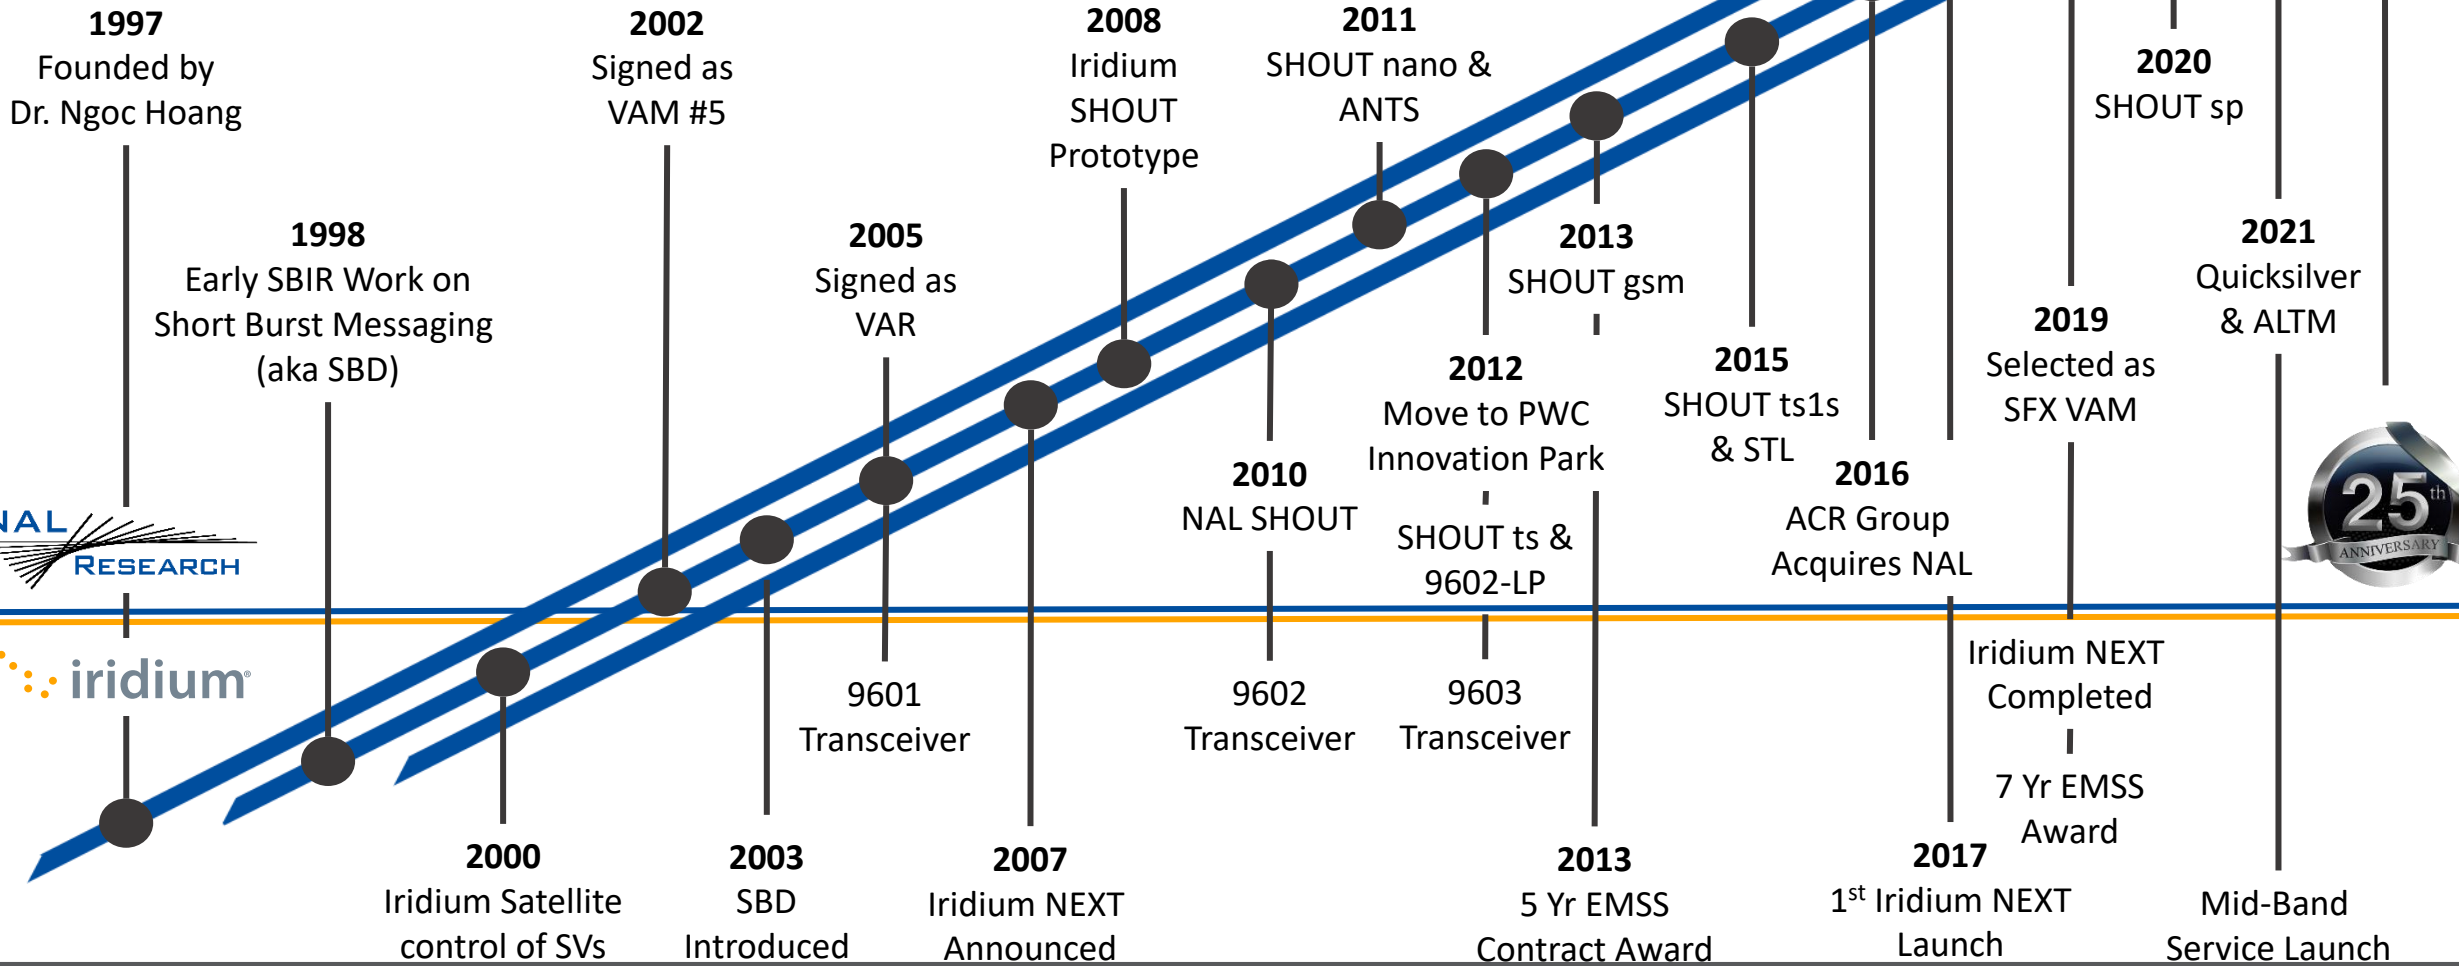 1997
Founded by
Dr. Ngoc Hoang
1998
Early SBIR Work on
Short Burst Messaging
(aka SBD)
2002
Signed as
VAM #5
2005
Signed as
VAR
2008
Iridium
SHOUT
Prototype
2011
SHOUT nano &
ANTS
2010
NAL SHOUT
2012
Move to PWC
Innovation Park
SHOUT ts &
9602-LP
2013
SHOUT gsm
2015
SHOUT ts1s
& STL
2016
ACR Group
Acquires NAL
2019
Selected as
SFX VAM
2020
SHOUT sp
2021
Quicksilver
& ALTM
25th
ANNIVERSARY
NAL
RESEARCH
iridium®
2000
Iridium Satellite
control of SVs
2003
SBD
Introduced
9601
Transceiver
2007
Iridium NEXT
Announced
9602
Transceiver
9603
Transceiver
2013
5 Yr EMSS
Contract Award
2017
1st Iridium NEXT
Launch
Iridium NEXT
Completed
7 Yr EMSS
Award
Mid-Band
Service Launch